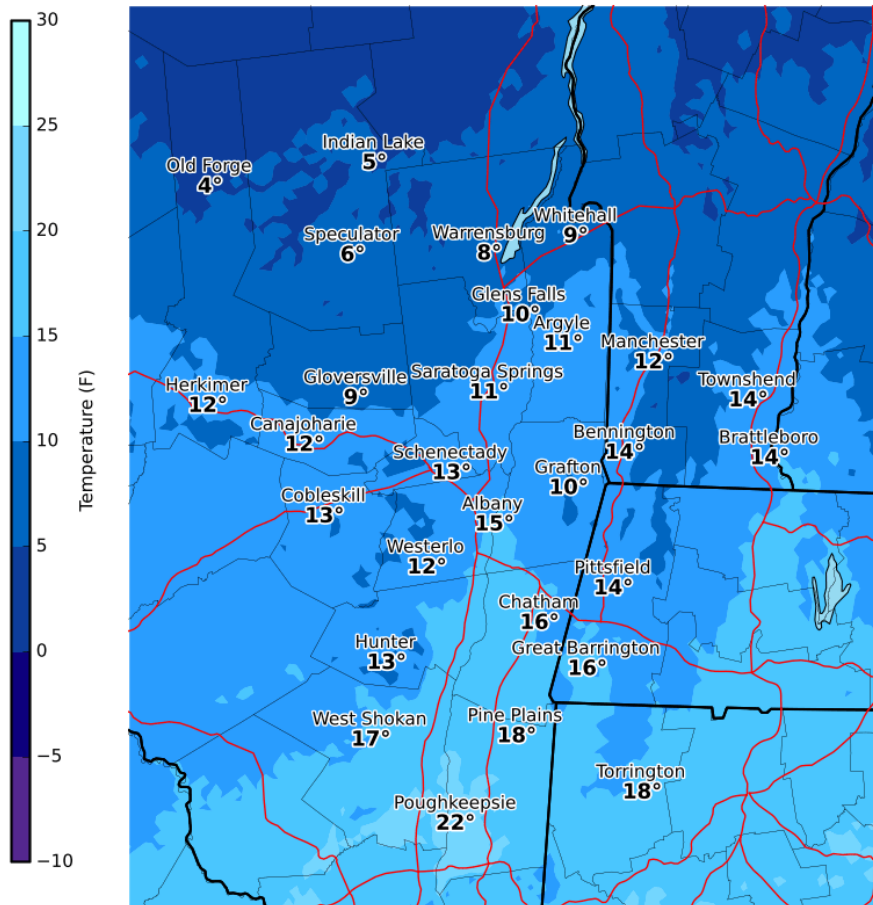 30
25
20
15
10
5
0
−5
−10
Temperature (F)
Indian Lake
5°
Old Forge
4°
Whitehall
9°
Speculator
6°
Warrensburg
8°
Glens Falls
10°
Argyle
11°
Manchester
12°
Saratoga Springs
11°
Gloversville
9°
Herkimer
12°
Townshend
14°
Canajoharie
12°
Bennington
14°
Brattleboro
14°
Schenectady
13°
Grafton
10°
Cobleskill
13°
Albany
15°
Westerlo
12°
Pittsfield
14°
Chatham
16°
Hunter
13°
Great Barrington
16°
West Shokan
17°
Pine Plains
18°
Torrington
18°
Poughkeepsie
22°